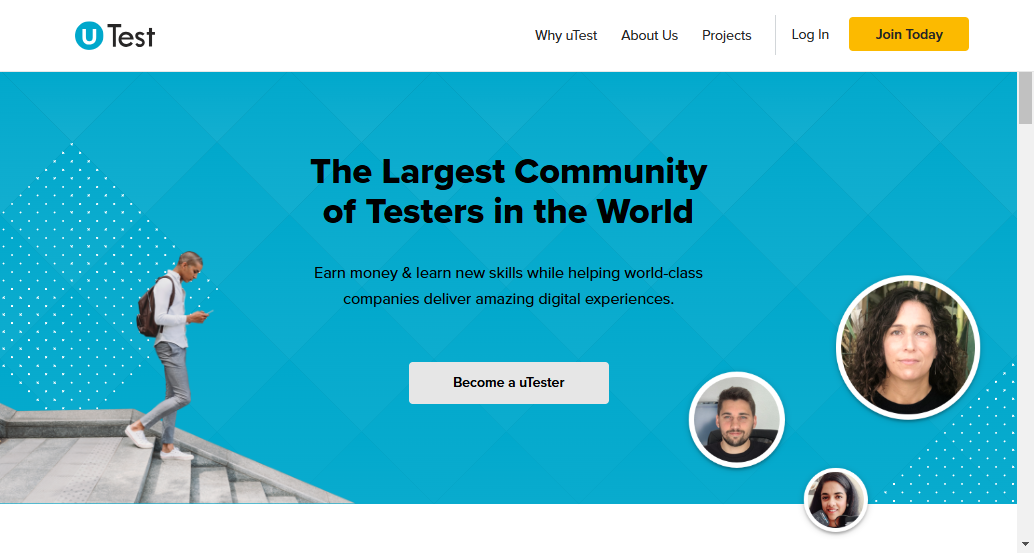 uTest
Why uTest
About Us
Projects
Log In
Join Today
The Largest Community
of Testers in the World
Earn money & learn new skills while helping world-class
companies deliver amazing digital experiences.
Become a uTester